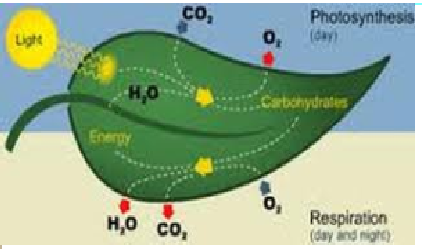 CO₂
Photosynthesis
(day)
Light
O₂
H₂O
Carbohydrates
Energy
O₂
H₂O
CO₂
Respiration
(day and night)